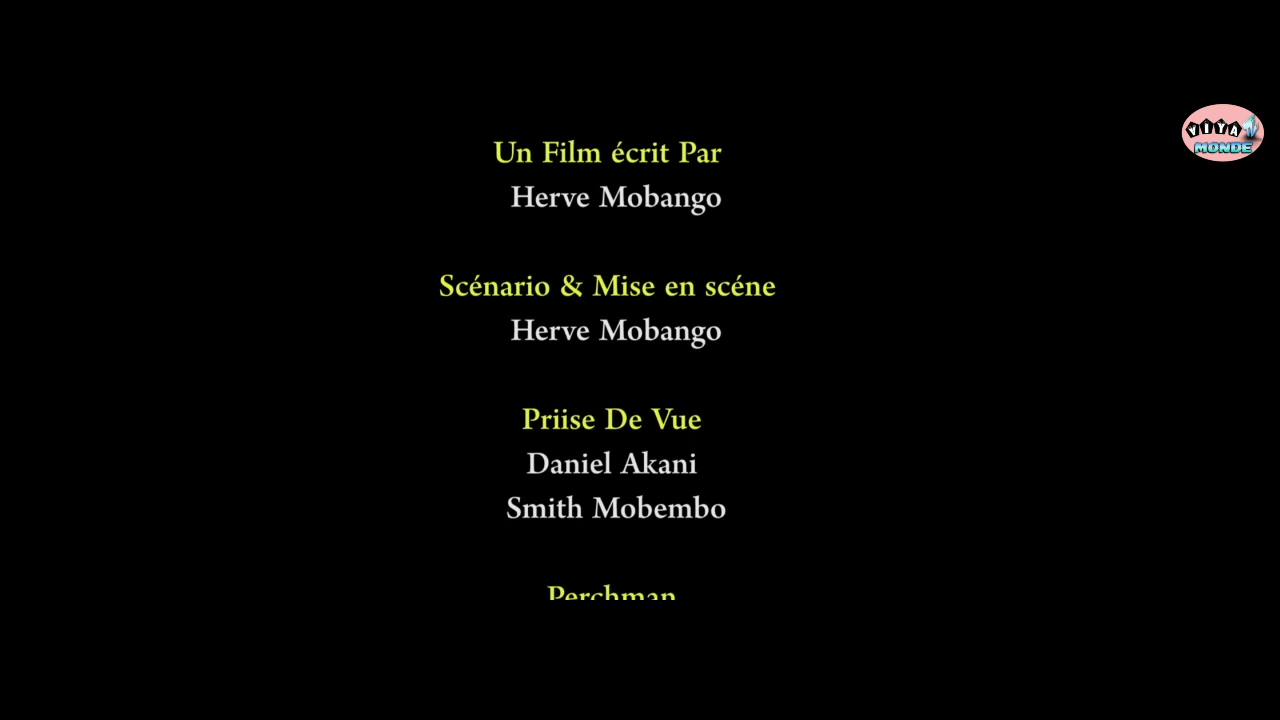 Un Film écrit Par
Herve Mobango
Scénario & Mise en scéne
Herve Mobango
Priise De Vue
Daniel Akani
Smith Mobembo
Perchman
VIYA
MONDE